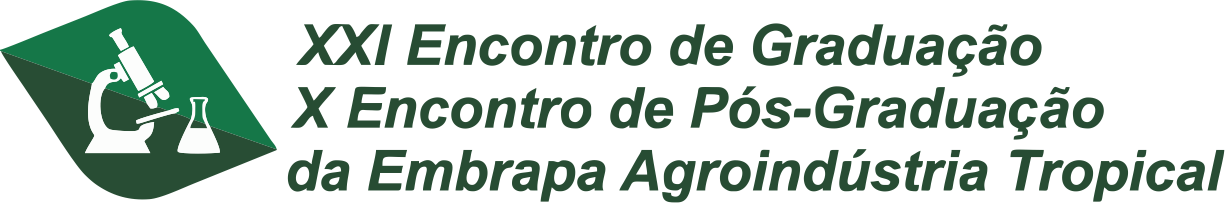 XXI Encontro de Graduação
X Encontro de Pós-Graduação
da Embrapa Agroindústria Tropical